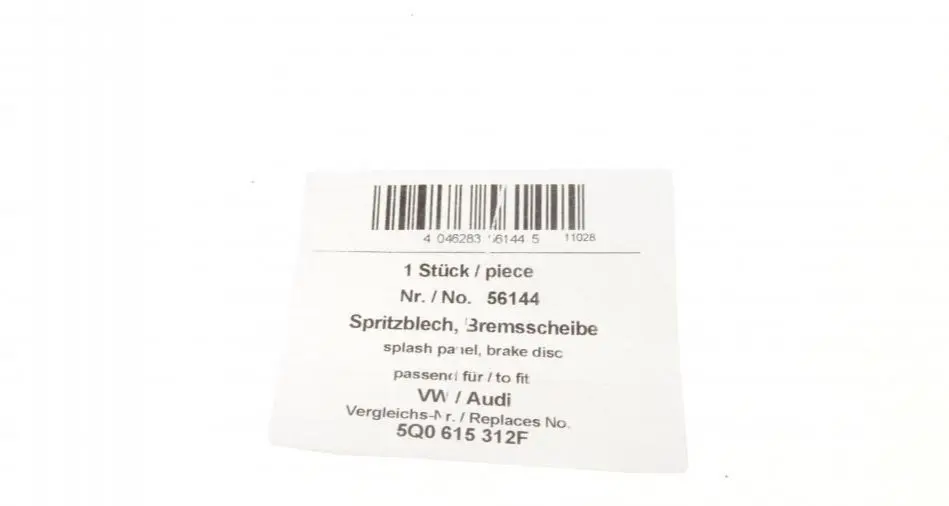 4 046283 56144 5 11028
1 Stück / piece
Nr. / No. 56144
Spritzblech, Bremsscheibe
splash panel, brake disc
passend für / to fit
VW / Audi
Vergleichs-Nr. / Replaces No.
5Q0 615 312F